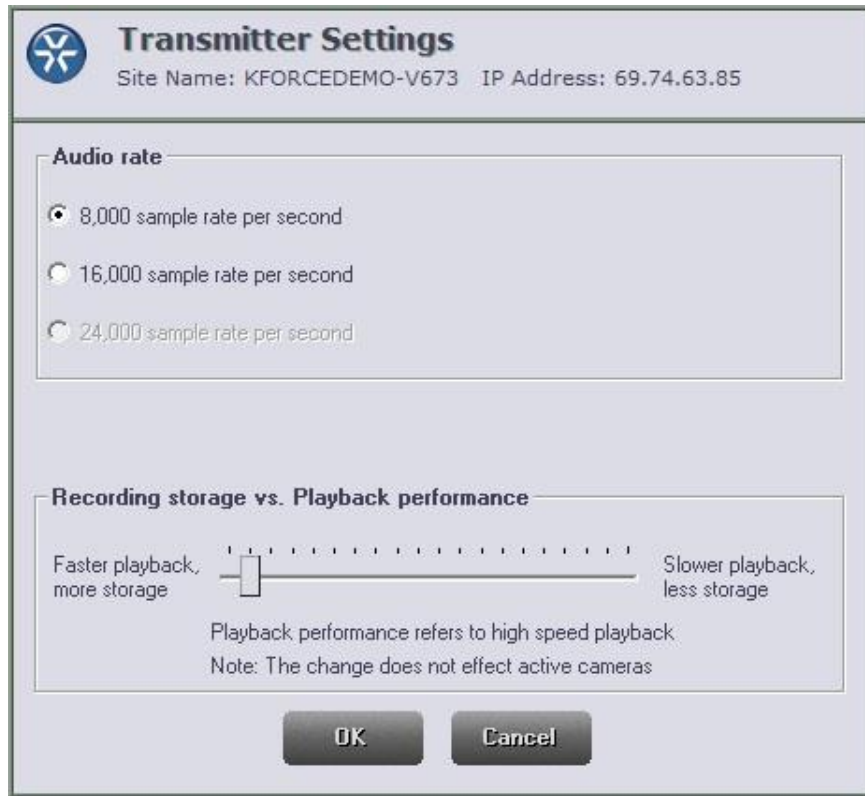 Transmitter Settings
Site Name: KFORCEDEMO-V673 IP Address: 69.74.63.85
Audio rate
8,000 sample rate per second
16,000 sample rate per second
24,000 sample rate per second
Recording storage vs. Playback performance
Faster playback,
more storage
Slower playback,
less storage
Playback performance refers to high speed playback
Note: The change does not effect active cameras
OK
Cancel